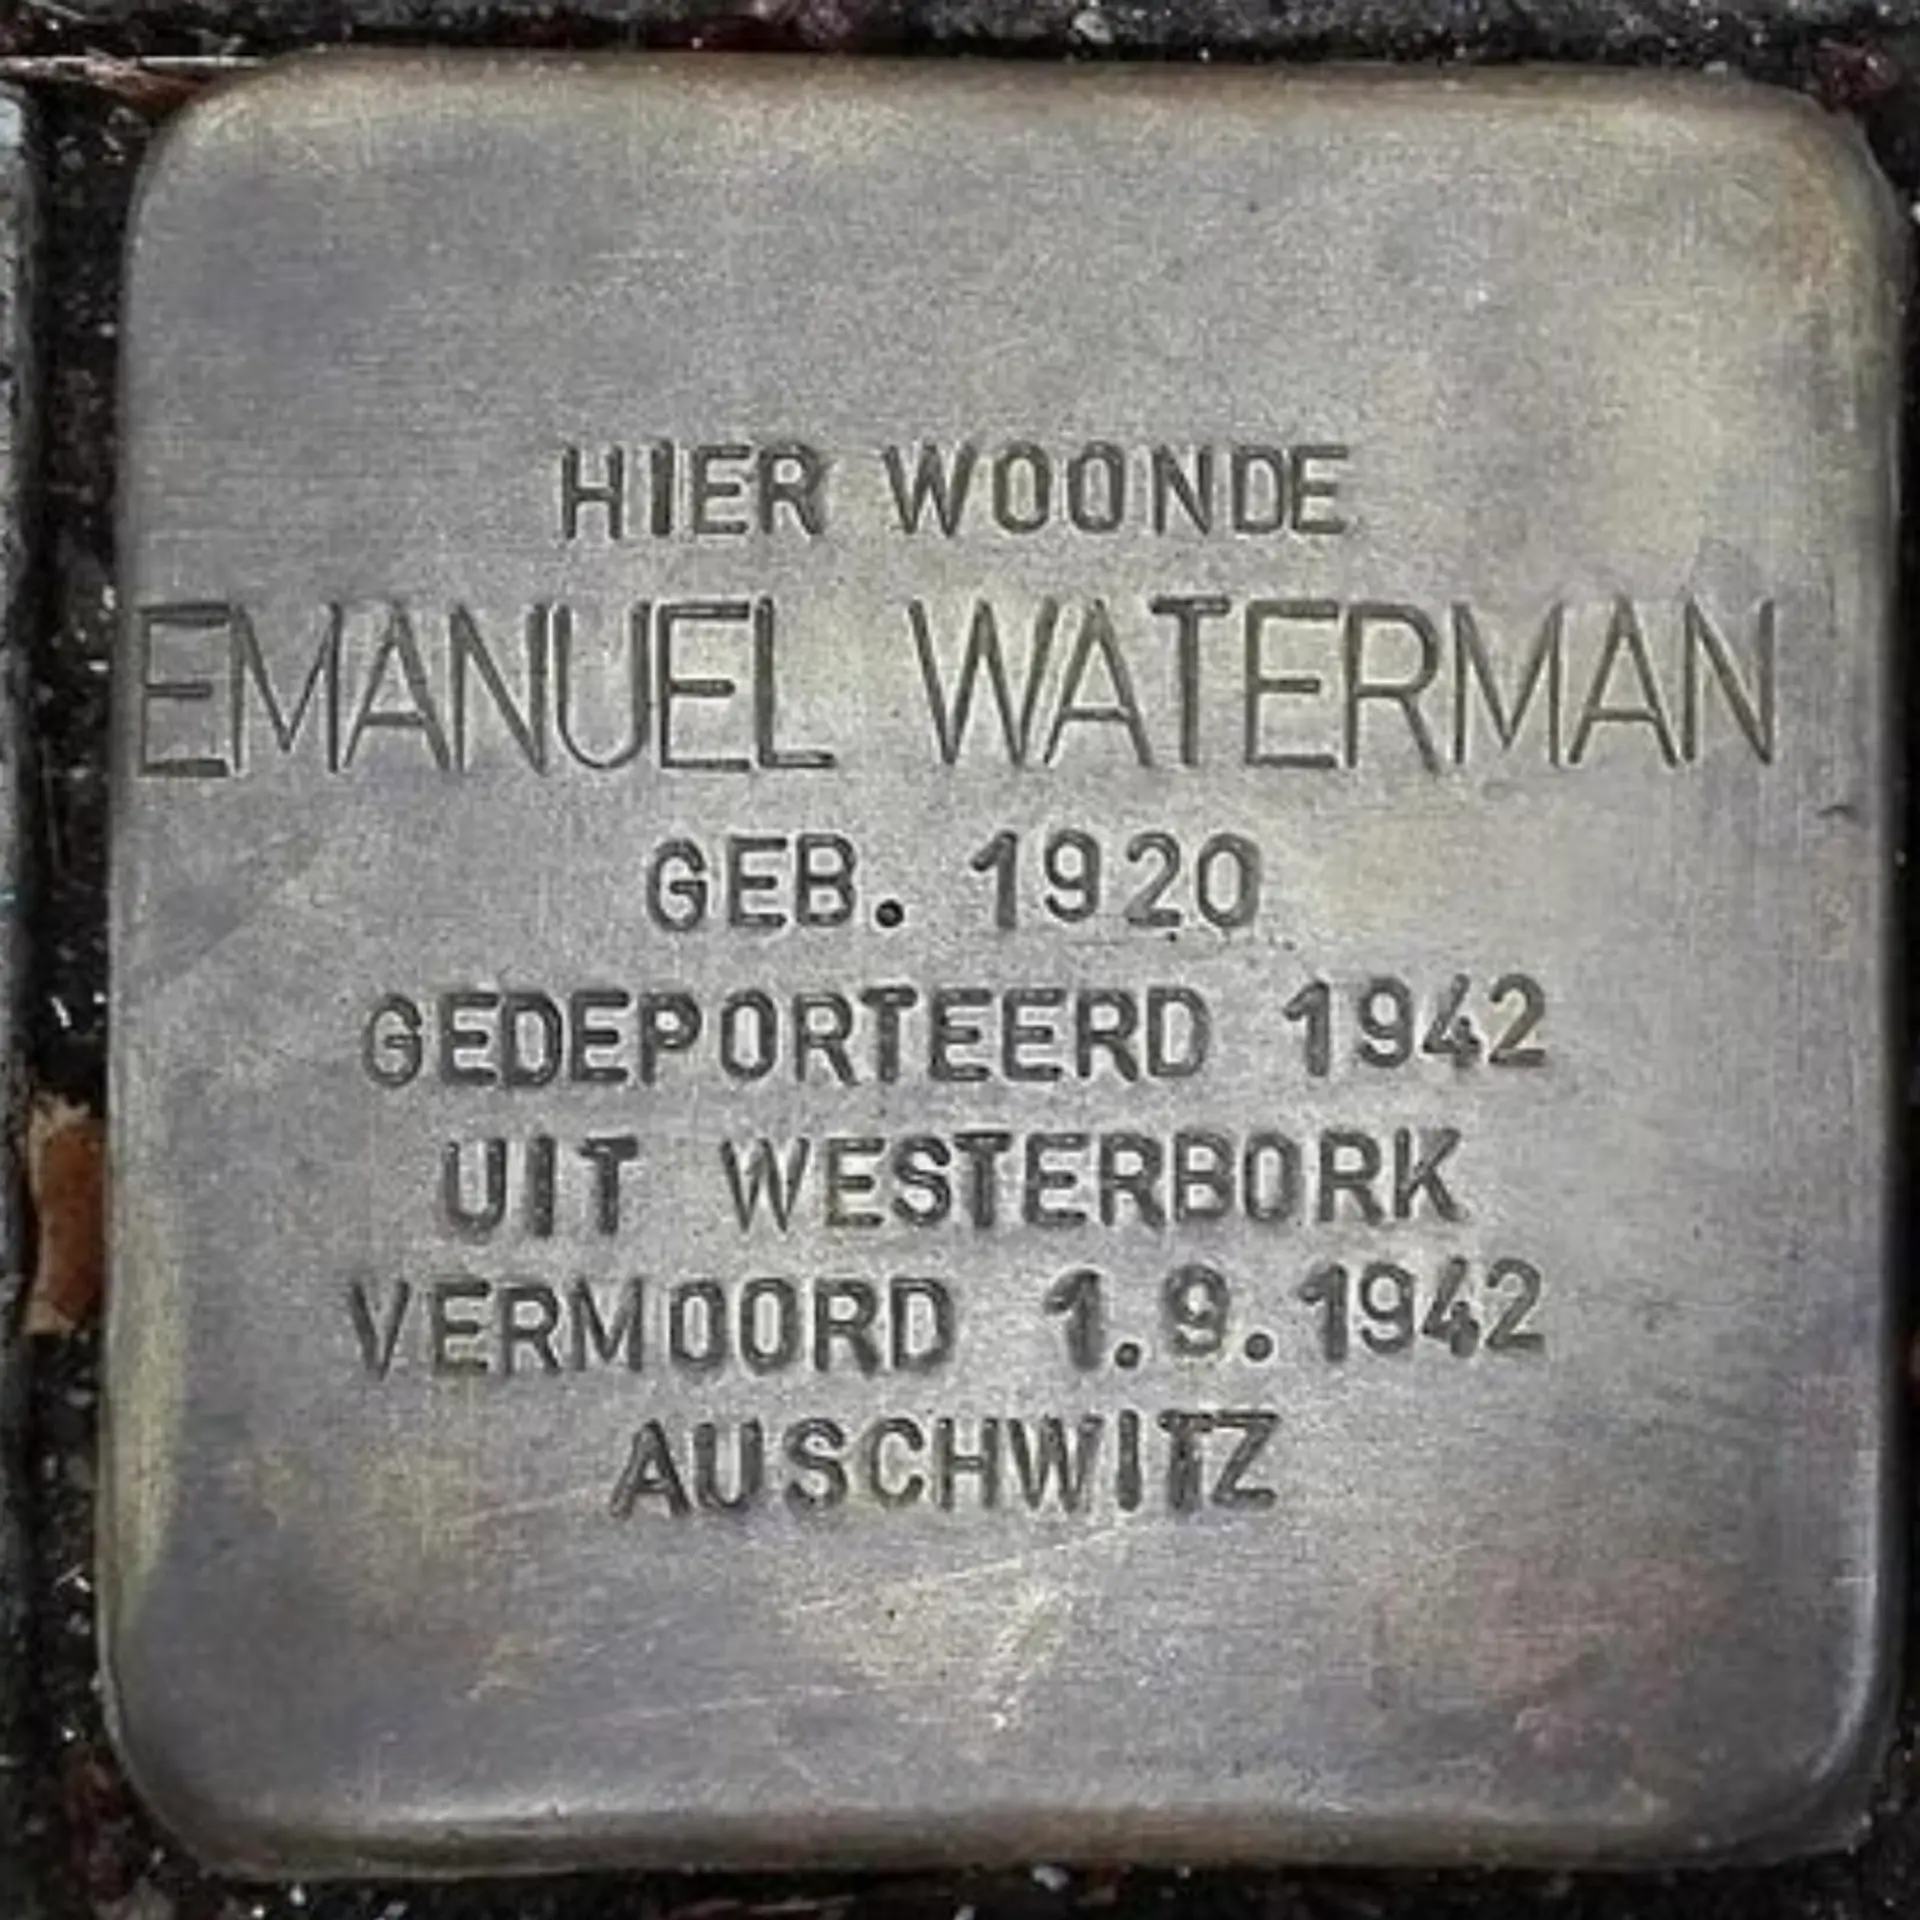 HIER WOONDE
EMANUEL WATERMAN
GEB. 1920
GEDEPORTEERD 1942
UIT WESTERBORK
VERMOORD 1.9.1942
AUSCHWITZ